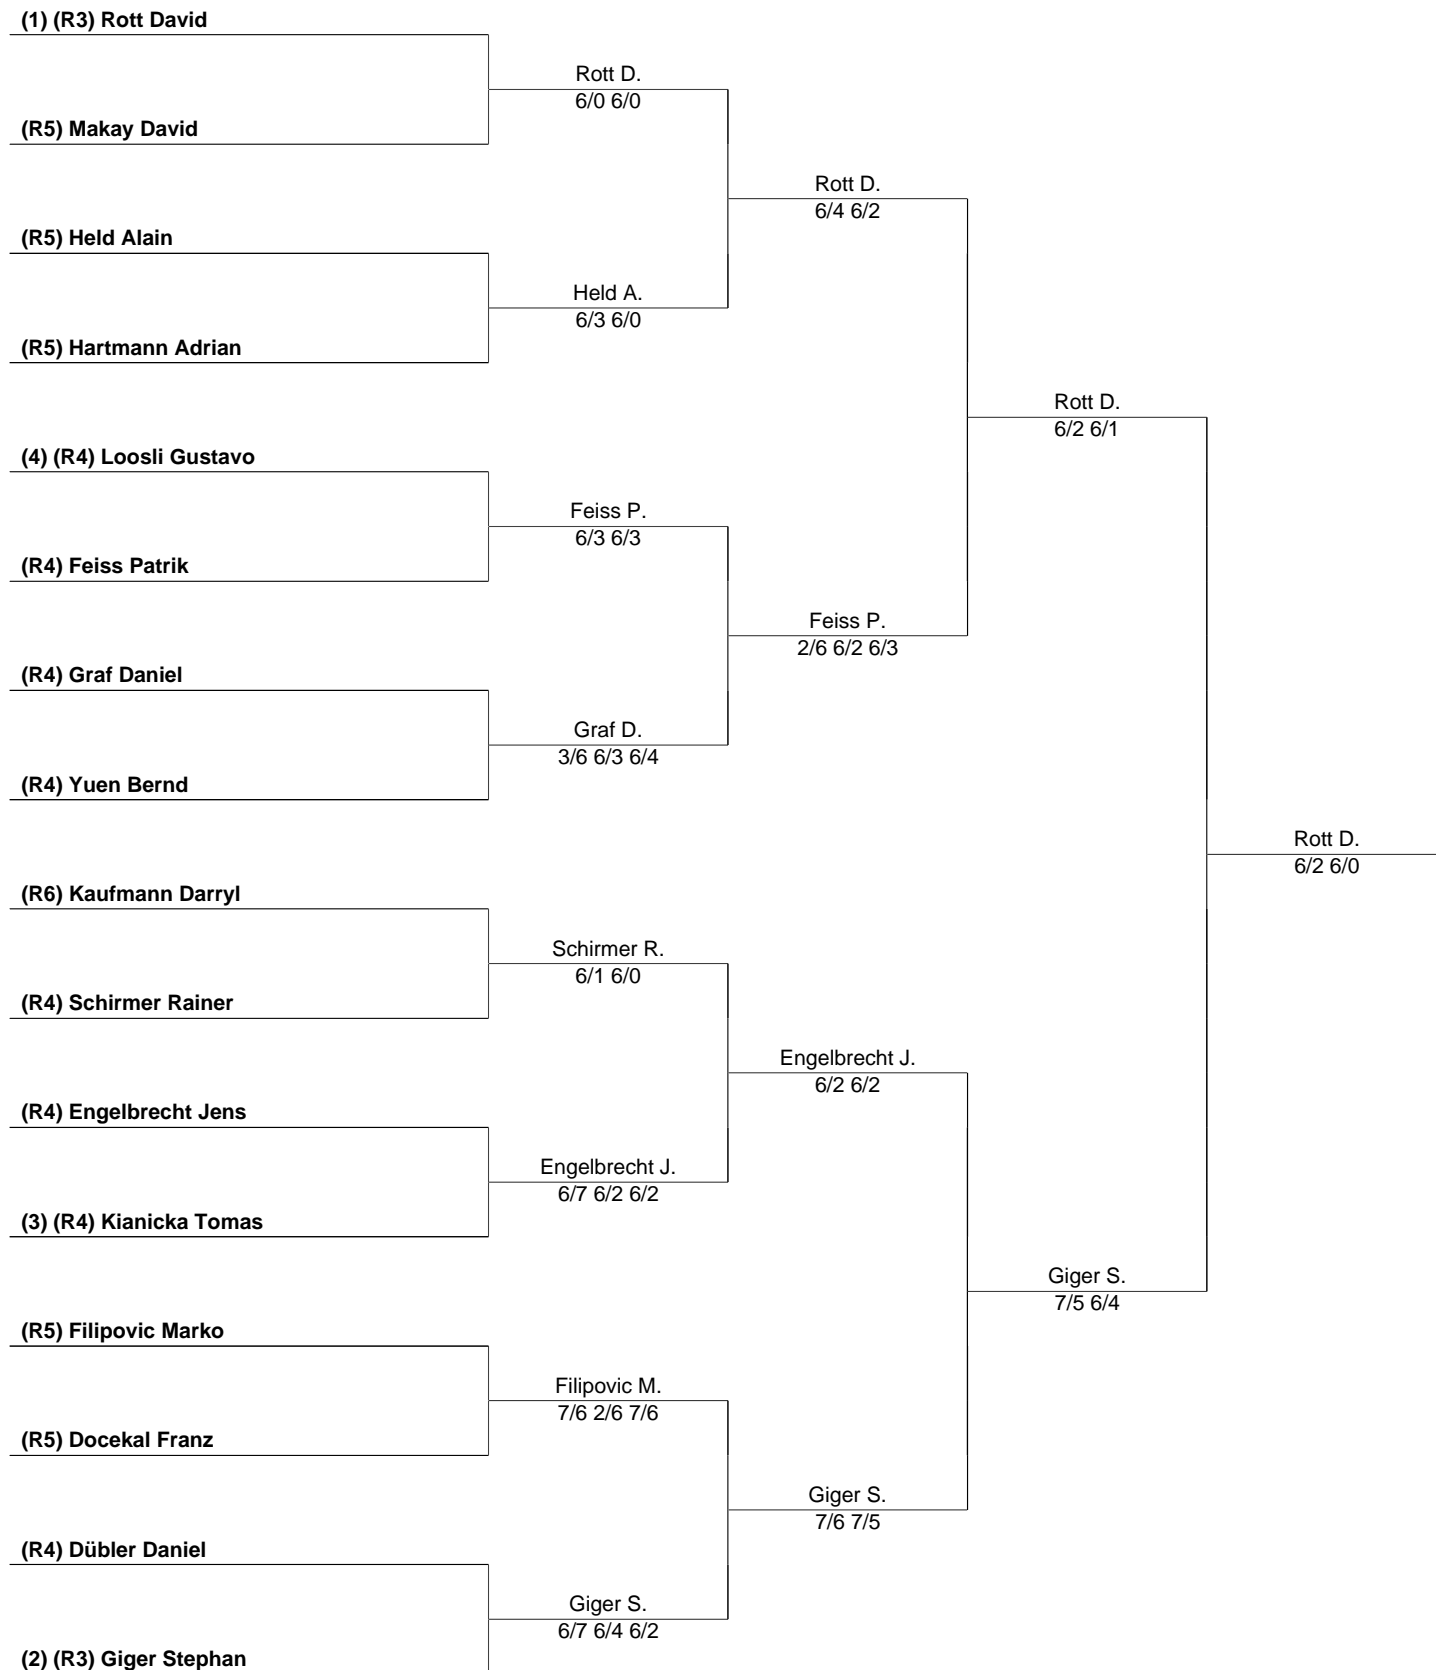 (1) (R3) Rott David
Rott D.
6/0 6/0
(R5) Makay David
Rott D.
6/4 6/2
(R5) Held Alain
Held A.
6/3 6/0
(R5) Hartmann Adrian
Rott D.
6/2 6/1
(4) (R4) Loosli Gustavo
Feiss P.
6/3 6/3
(R4) Feiss Patrik
Feiss P.
2/6 6/2 6/3
(R4) Graf Daniel
Graf D.
3/6 6/3 6/4
(R4) Yuen Bernd
Rott D.
6/2 6/0
(R6) Kaufmann Darryl
Schirmer R.
6/1 6/0
(R4) Schirmer Rainer
Engelbrecht J.
6/2 6/2
(R4) Engelbrecht Jens
Engelbrecht J.
6/7 6/2 6/2
(3) (R4) Kianicka Tomas
Giger S.
7/5 6/4
(R5) Filipovic Marko
Filipovic M.
7/6 2/6 7/6
(R5) Docekal Franz
Giger S.
7/6 7/5
(R4) Dübler Daniel
Giger S.
6/7 6/4 6/2
(2) (R3) Giger Stephan